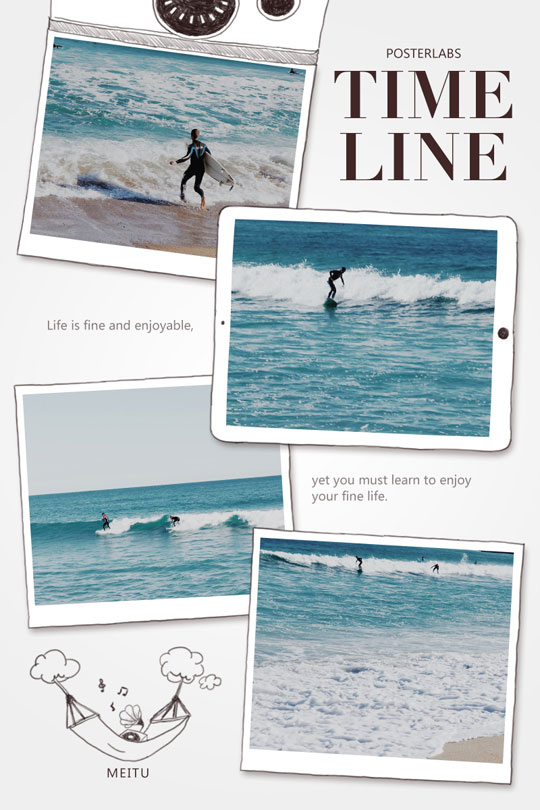 POSTERLABS
TIME
LINE
Life is fine and enjoyable,
yet you must learn to enjoy
your fine life.
MEITU